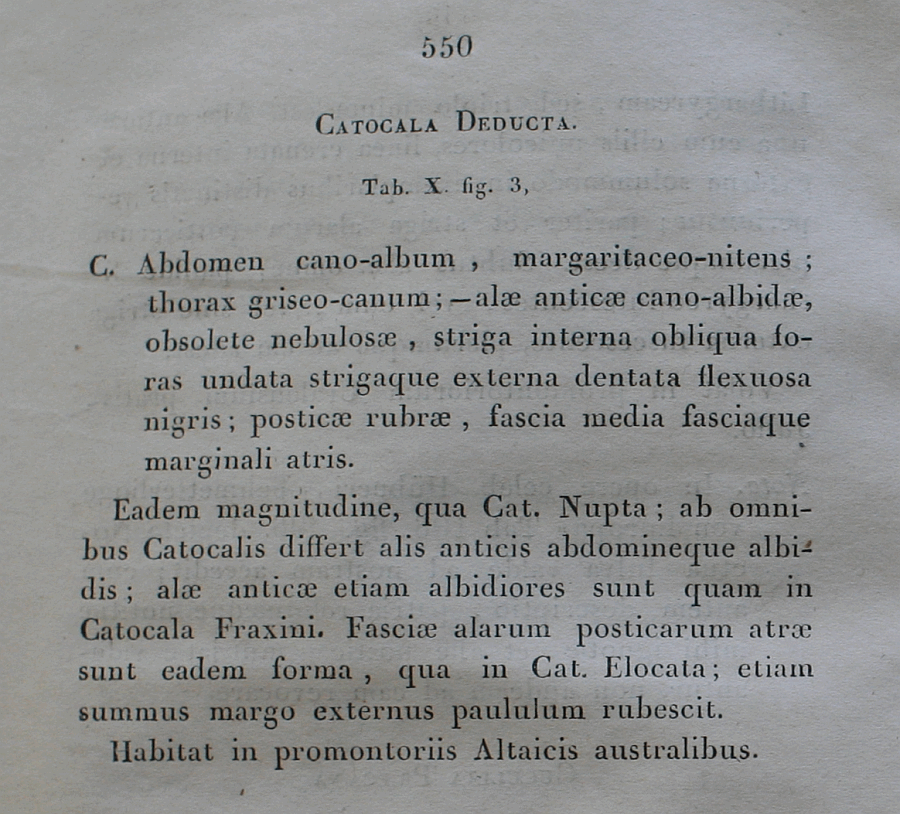 550
CATOCALA DEDUCTA.
Tab. X. fig. 3,
C. Abdomen cano-album , margaritaceo-nitens ;
thorax griseo-canum; — alæ anticæ cano-albidæ,
obsolete nebulosæ , striga interna obliqua fo-
ras undata strigaque externa dentata flexuosa
nigris ; posticæ rubræ , fascia media fasciaque
marginali atris.
Eadem magnitudine, qua Cat. Nupta ; ab omni-
bus Catocalis differt alis anticis abdomineque albi-
dis ; alæ anticæ etiam albidiores sunt quam in
Catocala Fraxini. Fasciæ alarum posticarum atræ
sunt eadem forma , qua in Cat. Elocata ; etiam
summus margo externus paululum rubescit.
Habitat in promontoriis Altaicis australibus.